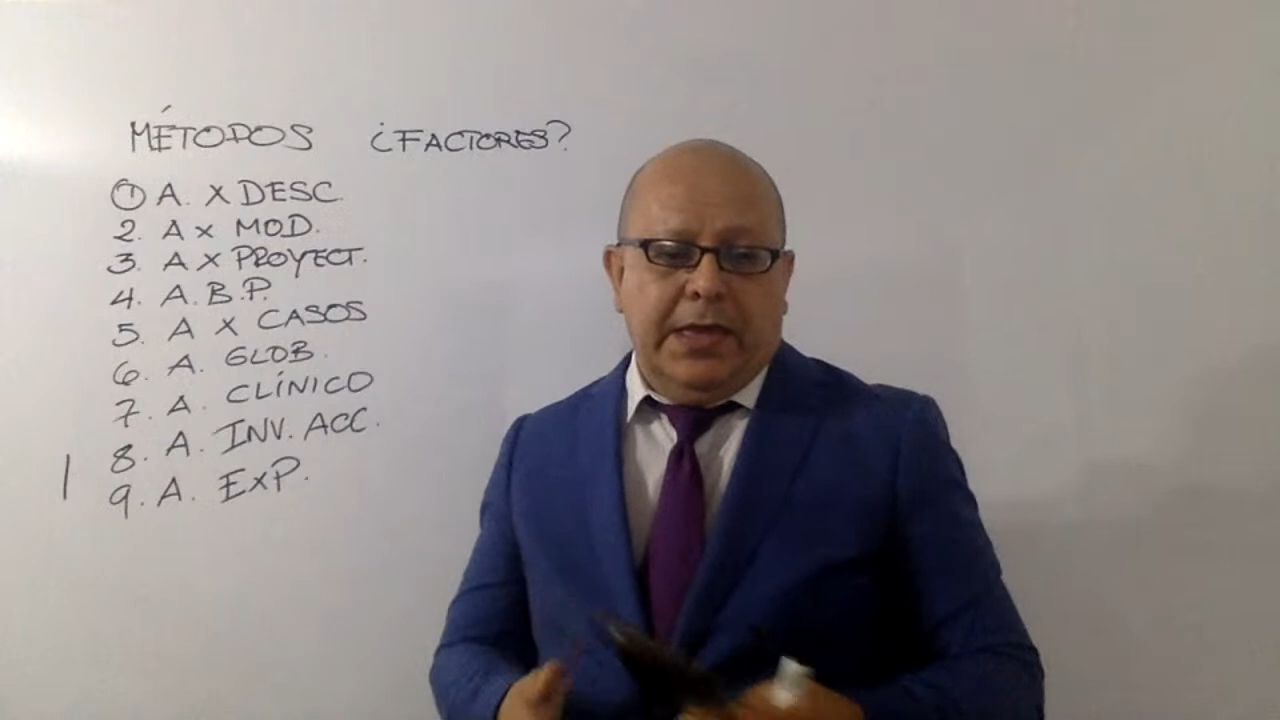 MÉTODOS ¿FACTORES?
1 A. X DESC.
2. A X MOD.
3. A X PROYECT.
4. A.B.P.
5. A X CASOS
6. A. GLOB.
7. A. CLÍNICO
8. A. INV. ACC.
9. A. EXP.